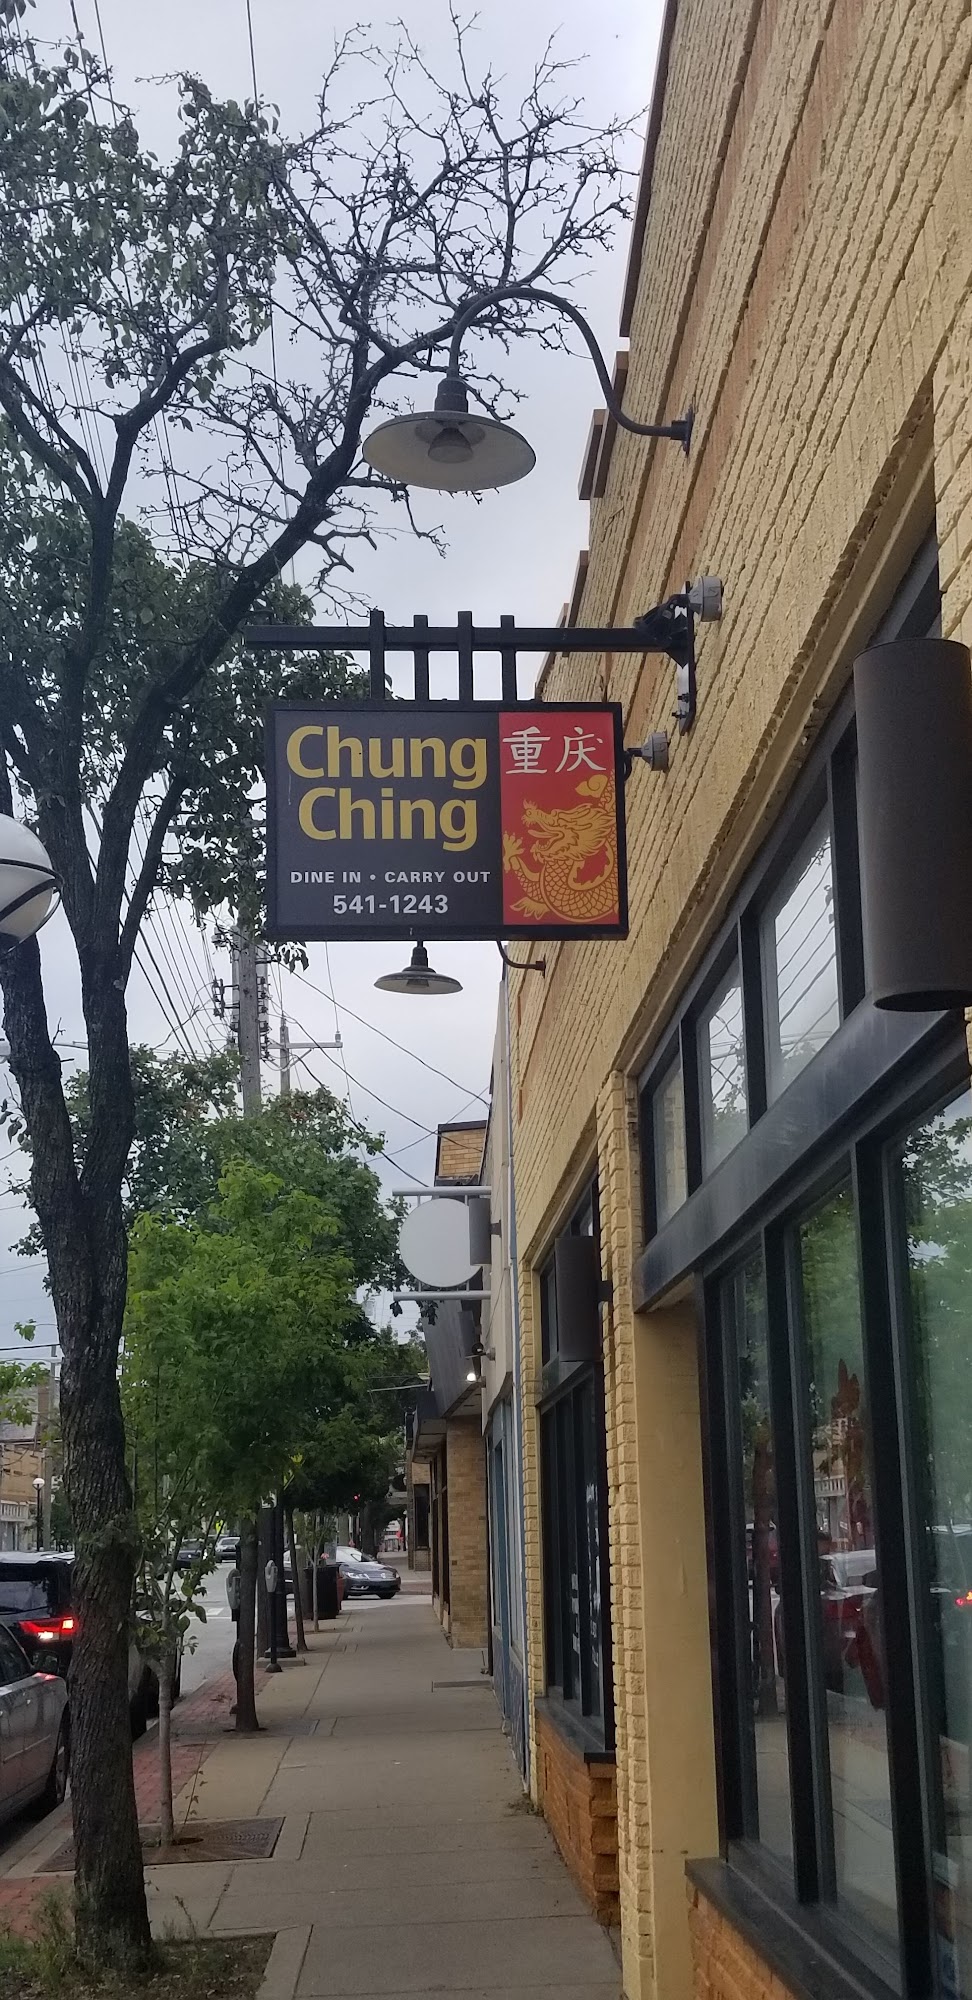 Chung
Ching
重庆
DINE IN • CARRY OUT
541-1243